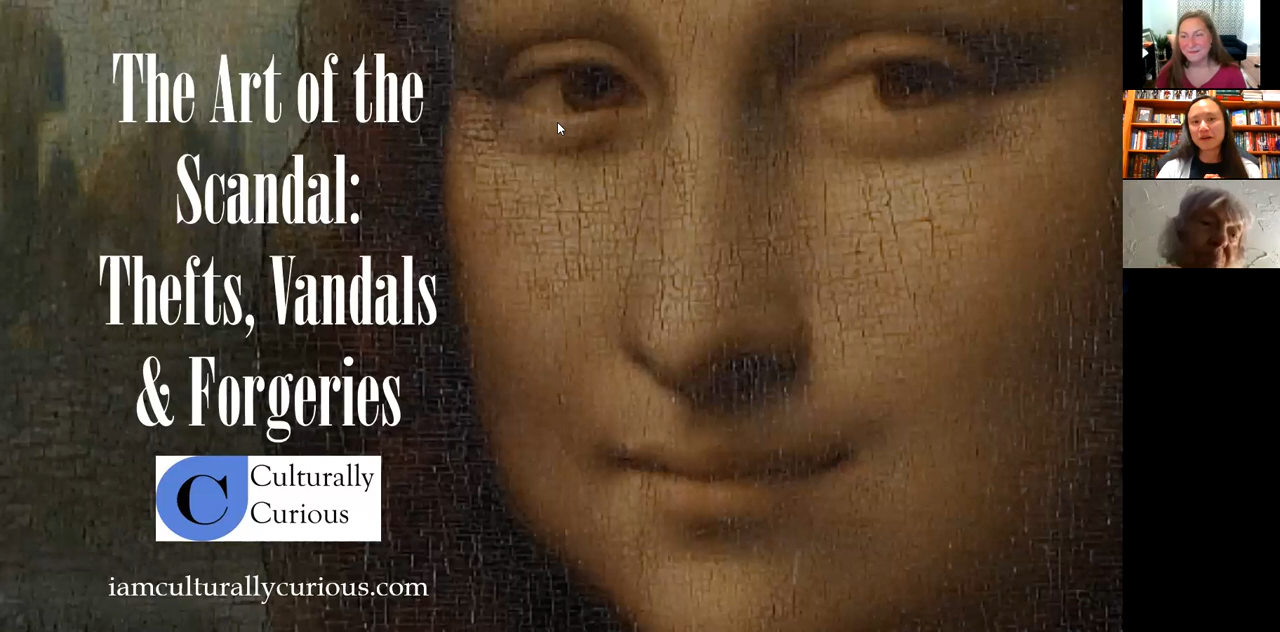 The Art of the
Scandal:
Thefts, Vandals
& Forgeries
C
Culturally
Curious
iamculturallycurious.com